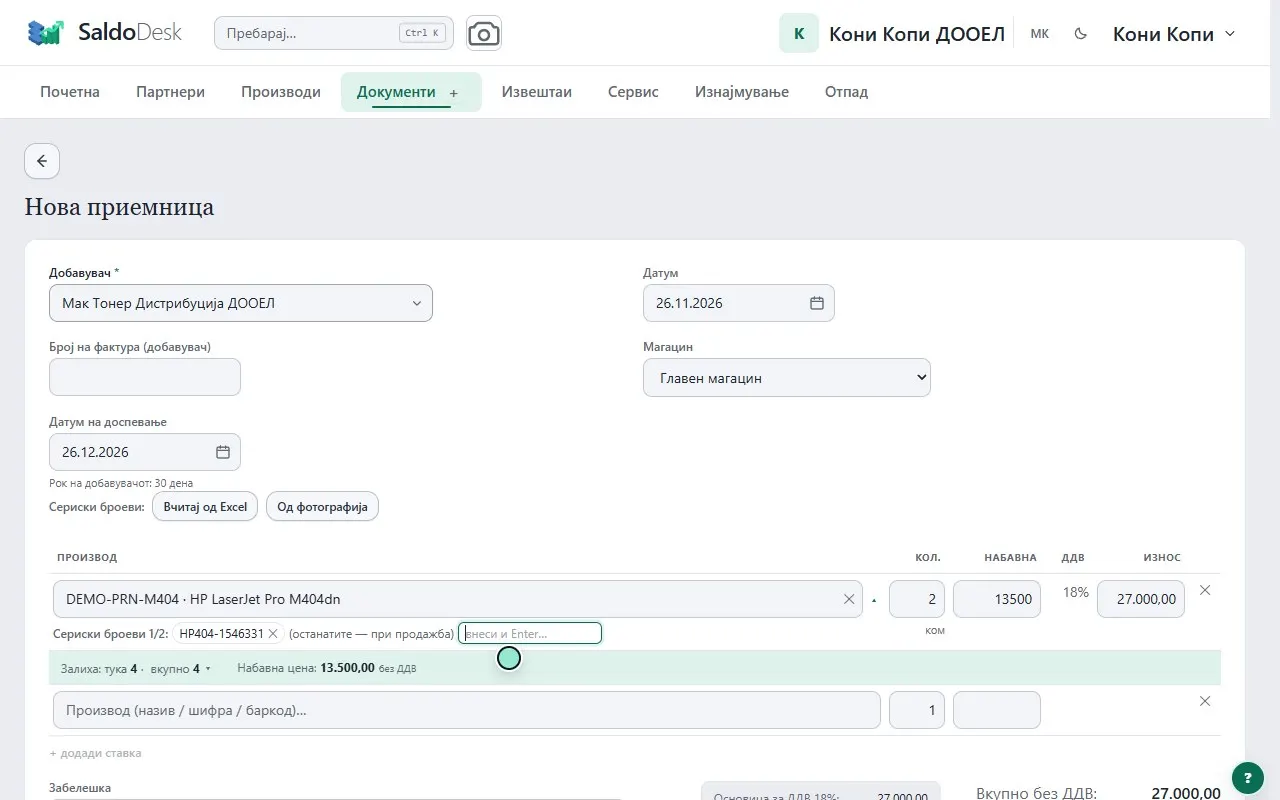 SaldoDesk
Пребарај... Ctrl K
К Кони Копи ДООЕЛ МК Кони Копи
Почетна Партнери Производи Документи + Извештаи Сервис Изнајмување Отпад
Нова приемница
Добавувач * Датум
Мак Тонер Дистрибуција ДООЕЛ 26.11.2026
Број на фактура (добавувач) Магацин
Главен магацин
Датум на доспевање
26.12.2026
Рок на добавувачот: 30 дена
Сериски броеви: Вчитај од Excel Од фотографија
ПРОИЗВОД КОЛ. НАБАВНА ДДВ ИЗНОС
DEMO-PRN-M404 · HP LaserJet Pro M404dn 2 13500 18% 27.000,00
Сериски броеви 1/2: HP404-1546331 (останатите — при продажба) внеси и Enter... ком
Залиха: тука 4 · вкупно 4 Набавна цена: 13.500,00 без ДДВ
Производ (назив / шифра / баркод)... 1
+ додади ставка
Забелешка
Основица за ДДВ 18%: 27.000,00 Вкупно без ДДВ: 27.000,00
?